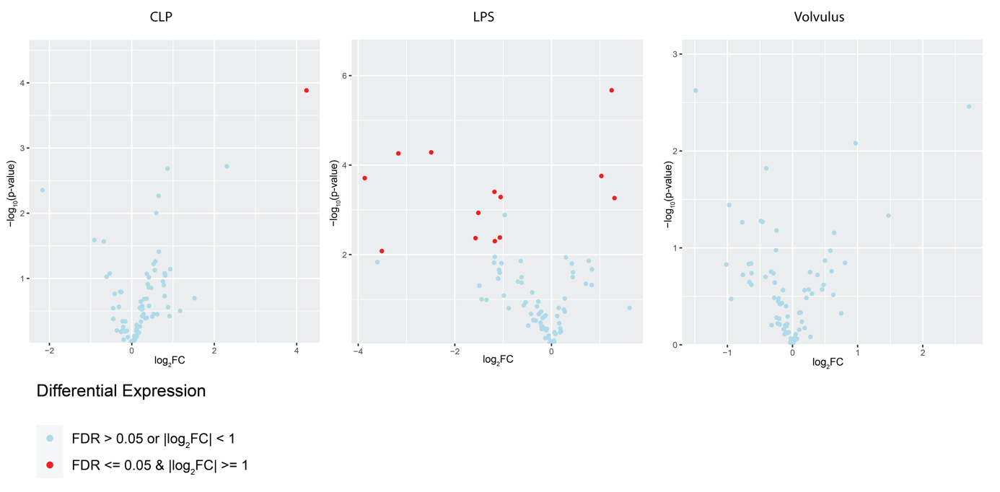 CLP
LPS
Volvulus
4
3
2
1
−log10(p-value)
−2
0
2
4
log2FC
6
4
2
−log10(p-value)
−4
−2
0
log2FC
3
2
1
0
−log10(p-value)
−1
0
1
2
log2FC
Differential Expression
FDR > 0.05 or |log2FC| < 1
FDR <= 0.05 & |log2FC| >= 1